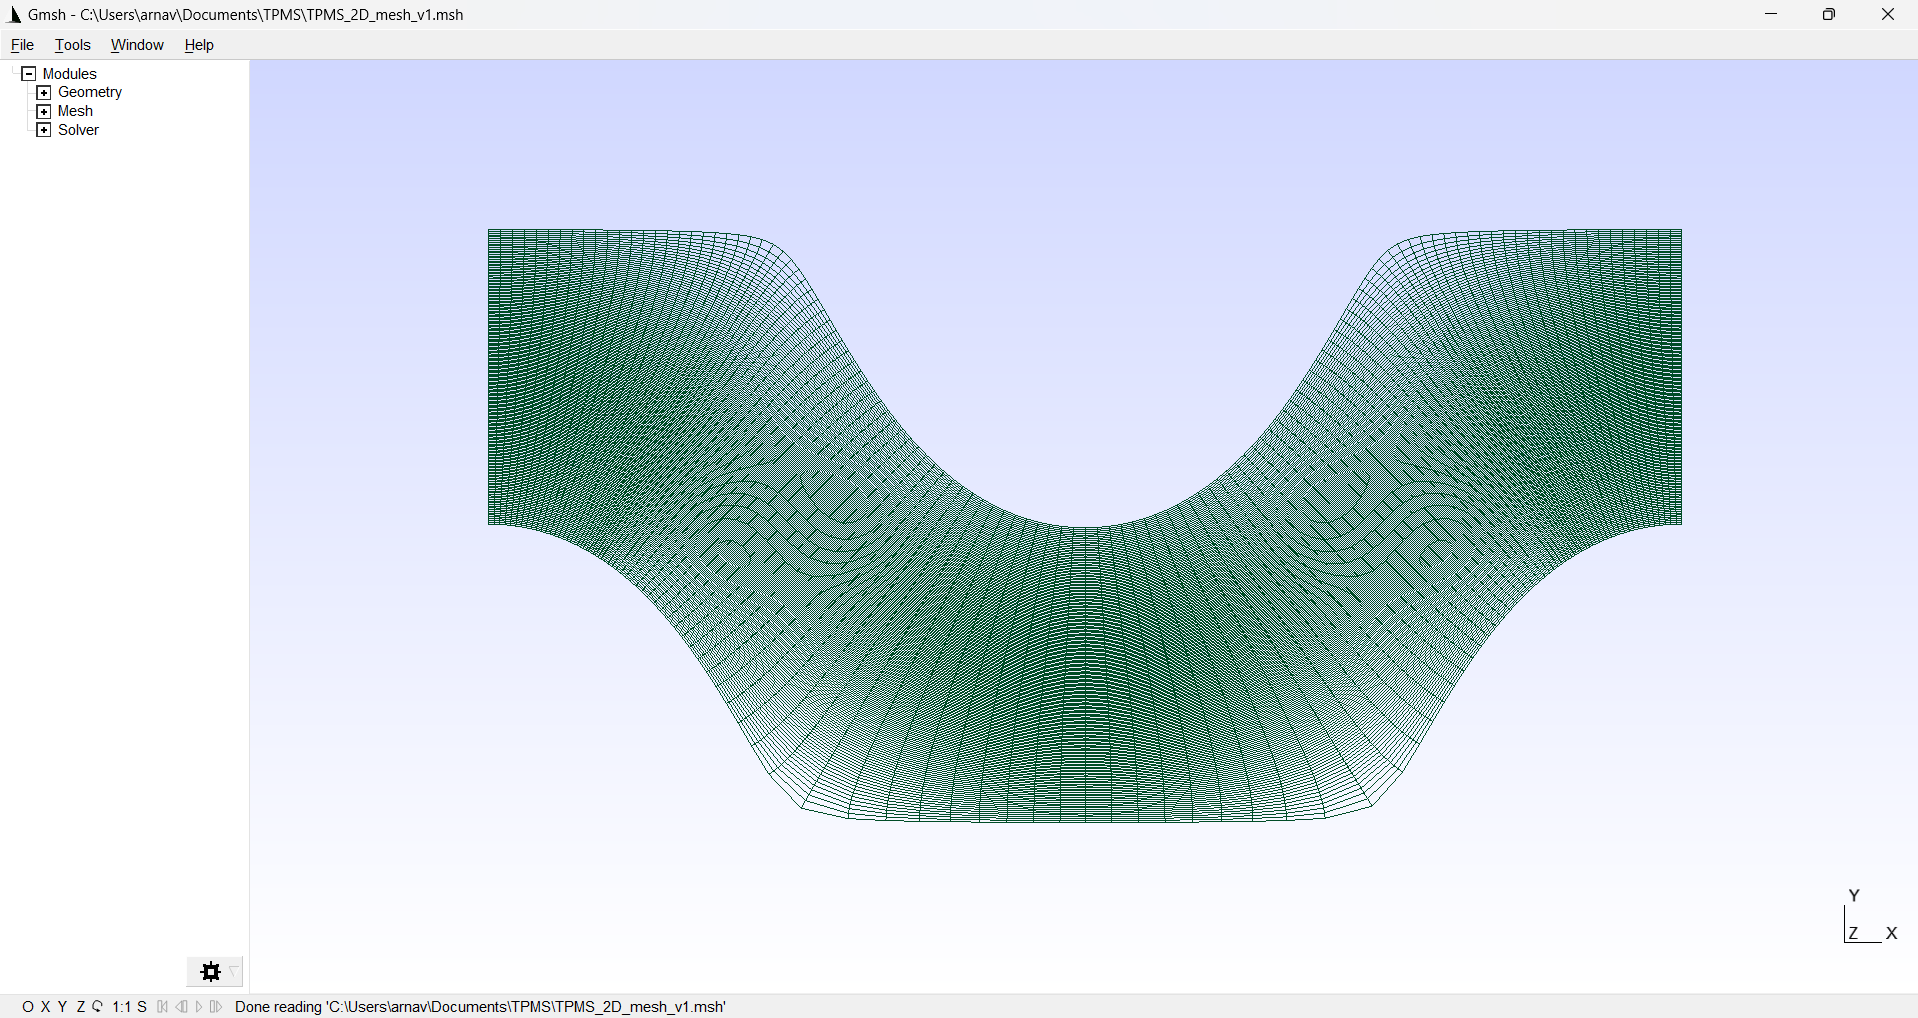 Gmsh - C:\Users\arnav\Documents\TPMS\TPMS_2D_mesh_v1.msh
File Tools Window Help
Modules
Geometry
Mesh
Solver
Y
Z X
O X Y Z 1:1 S Done reading 'C:\Users\arnav\Documents\TPMS\TPMS_2D_mesh_v1.msh'